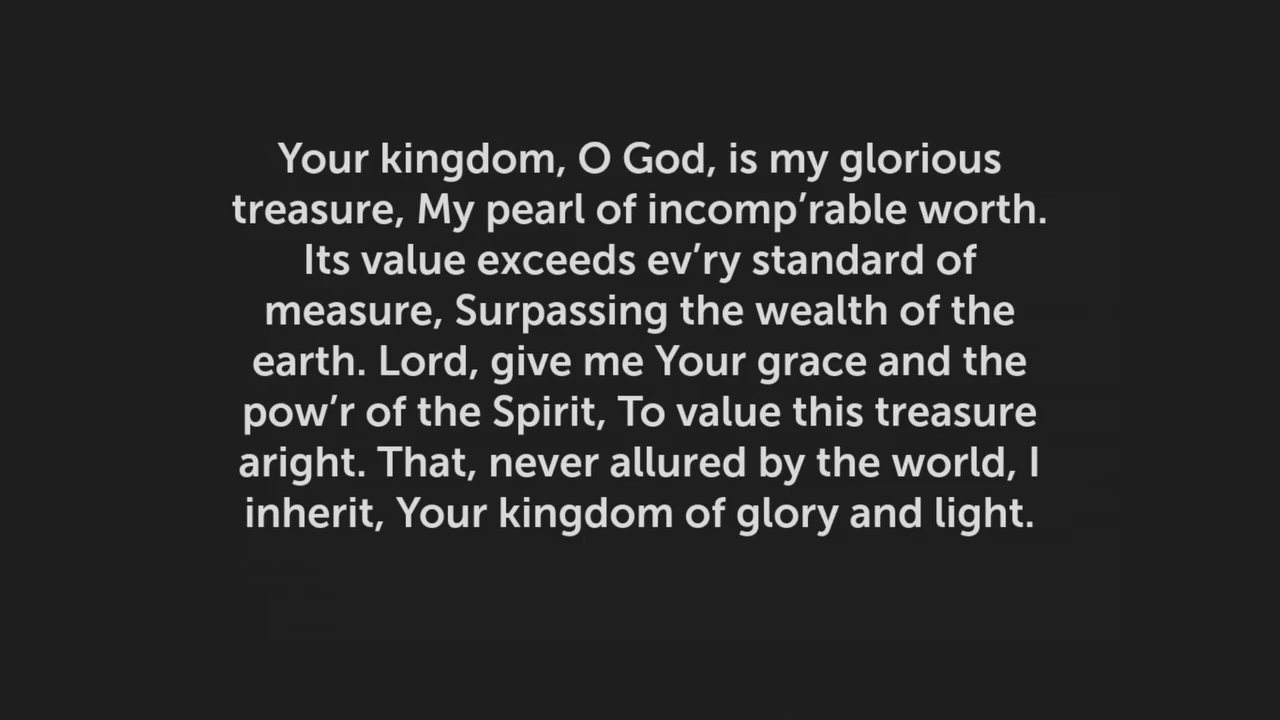 Your kingdom, O God, is my glorious
treasure, My pearl of incomp’rable worth.
Its value exceeds ev’ry standard of
measure, Surpassing the wealth of the
earth. Lord, give me Your grace and the
pow’r of the Spirit, To value this treasure
aright. That, never allured by the world, I
inherit, Your kingdom of glory and light.